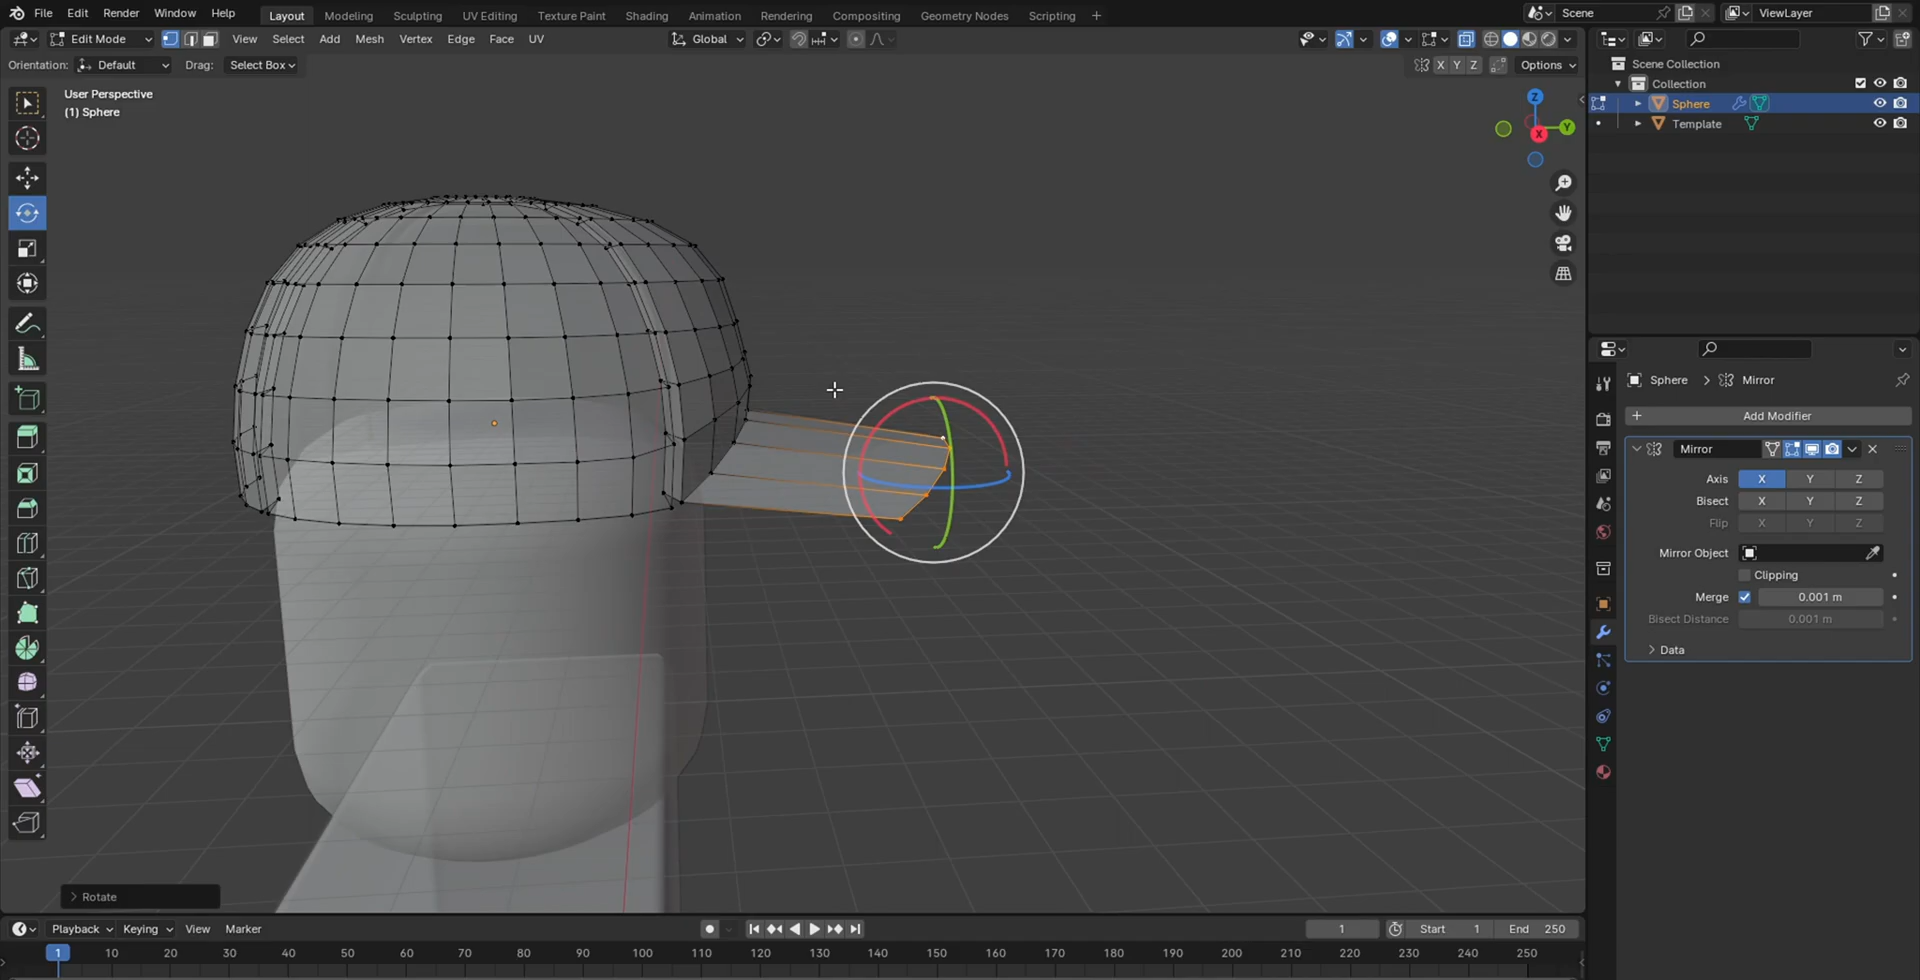 File Edit Render Window Help Layout Modeling Sculpting UV Editing Texture Paint Shading Animation Rendering Compositing Geometry Nodes Scripting + Scene ViewLayer
Edit Mode View Select Add Mesh Vertex Edge Face UV Global
Orientation: Default Drag: Select Box X Y Z Options
User Perspective
(1) Sphere
Z
Y
X
Rotate
Scene Collection
Collection
Sphere
Template
Sphere > Mirror
+ Add Modifier
Mirror
Axis X Y Z
Bisect X Y Z
Flip X Y Z
Mirror Object
Clipping
Merge 0.001 m
Bisect Distance 0.001 m
> Data
Playback Keying View Marker 1 Start 1 End 250
1 10 20 30 40 50 60 70 80 90 100 110 120 130 140 150 160 170 180 190 200 210 220 230 240 250